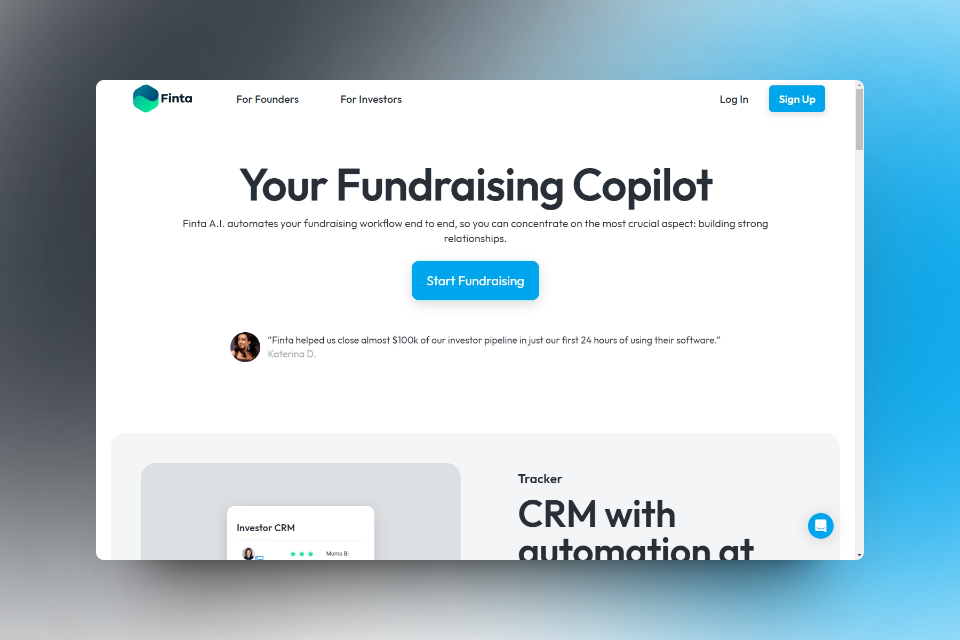 Finta
For Founders
For Investors
Log In
Sign Up
Your Fundraising Copilot
Finta A.I. automates your fundraising workflow end to end, so you can concentrate on the most crucial aspect: building strong
relationships.
Start Fundraising
“Finta helped us close almost $100k of our investor pipeline in just our first 24 hours of using their software.”
Katerina D.
Investor CRM
Tracker
CRM with
automation at